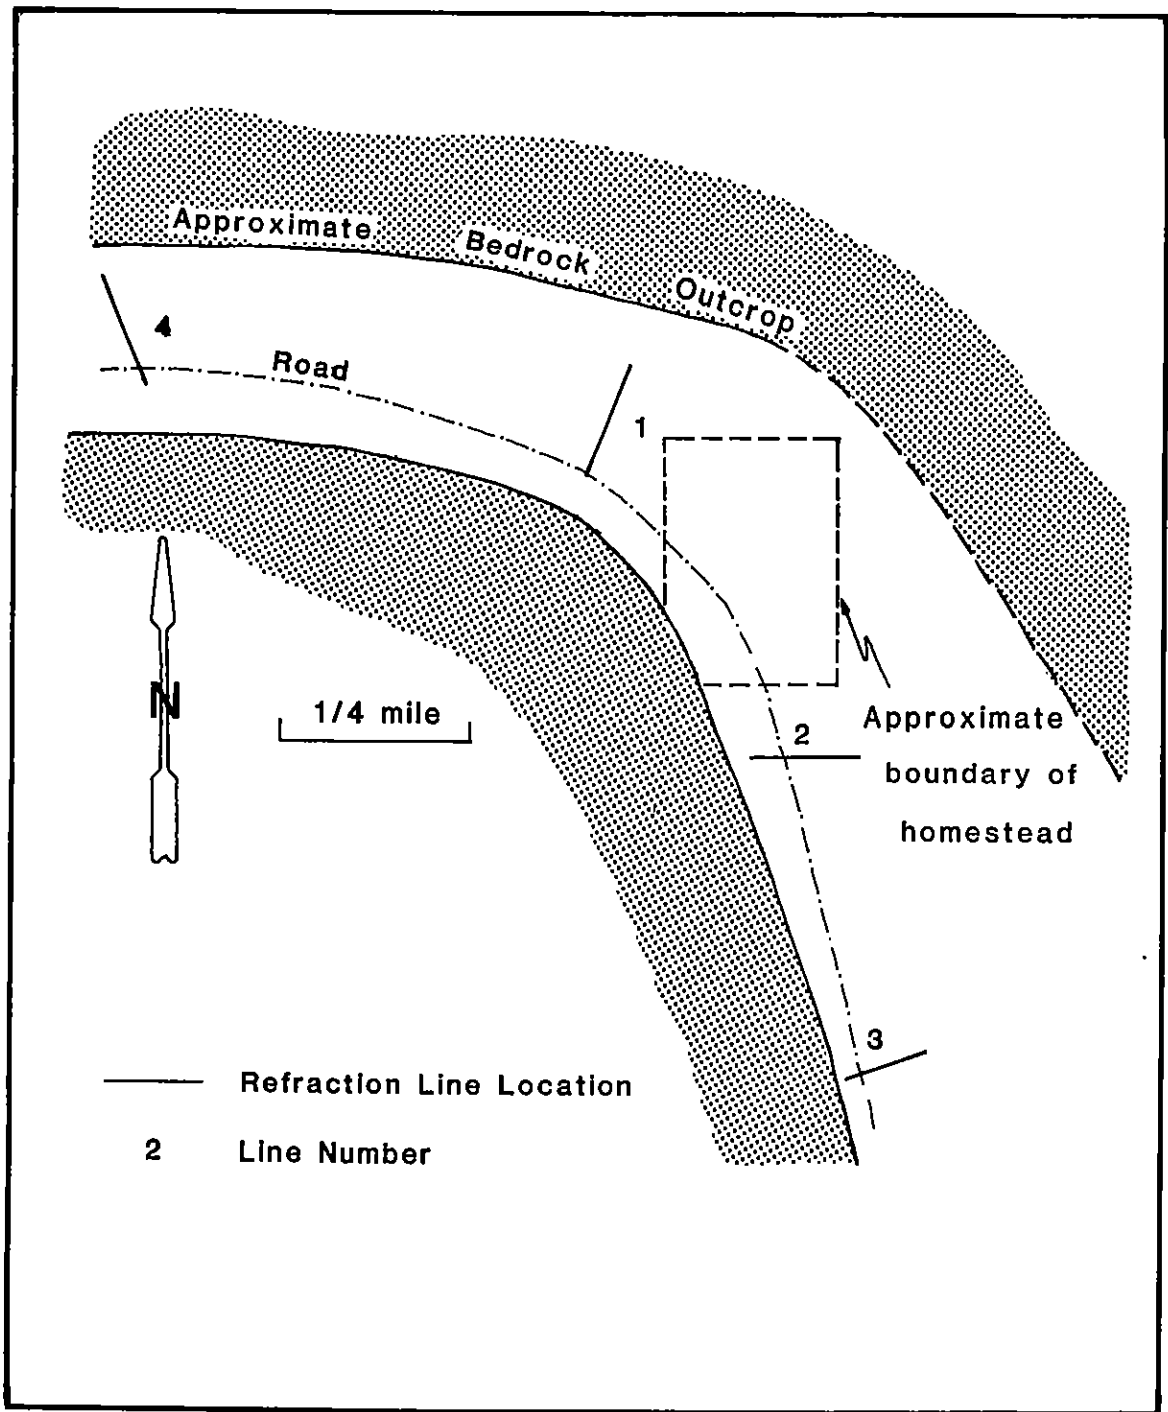 Approximate Bedrock Outcrop
4
Road
1
N
1/4 mile
2
Approximate
boundary of
homestead
3
Refraction Line Location
2 Line Number